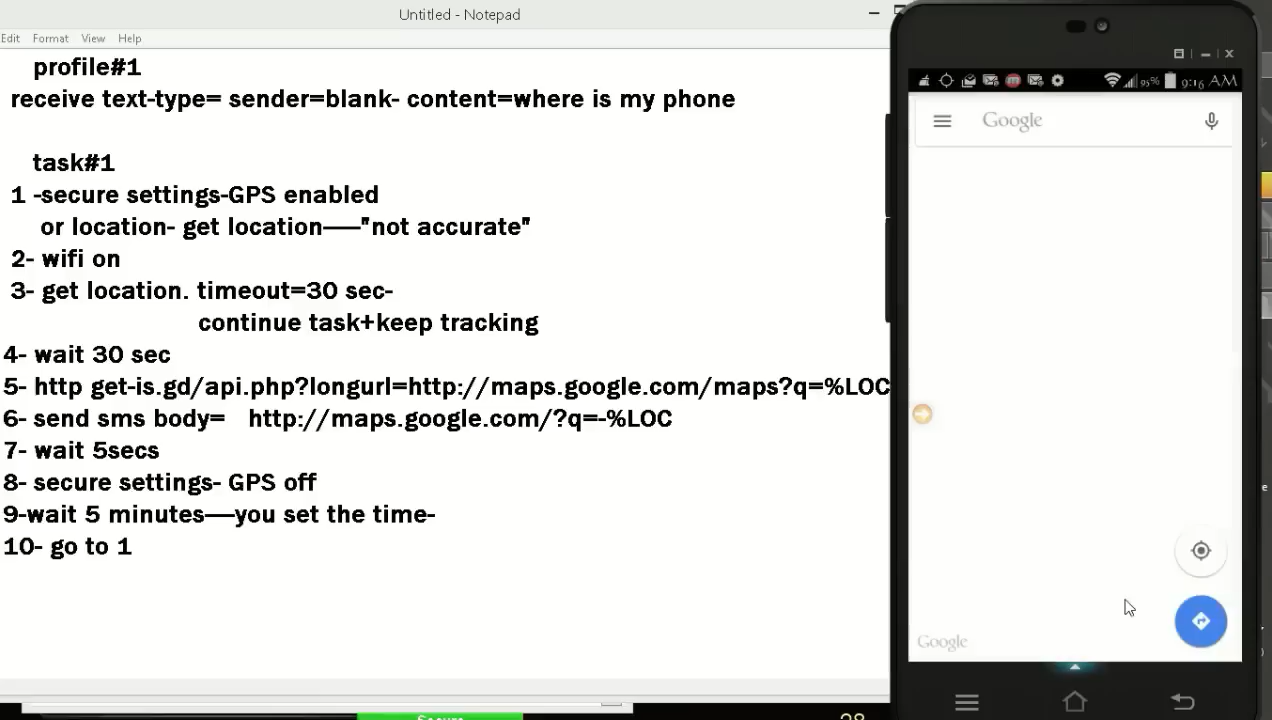 Untitled - Notepad
Edit Format View Help
profile#1
receive text-type= sender=blank- content=where is my phone
task#1
1 -secure settings-GPS enabled
or location- get location-----"not accurate"
2- wifi on
3- get location. timeout=30 sec-
continue task+keep tracking
4- wait 30 sec
5- http get-is.gd/api.php?longurl=http://maps.google.com/maps?q=%LOC
6- send sms body= http://maps.google.com/?q=-%LOC
7- wait 5secs
8- secure settings- GPS off
9-wait 5 minutes----you set the time-
10- go to 1
95% 9:16 AM
Google
Google